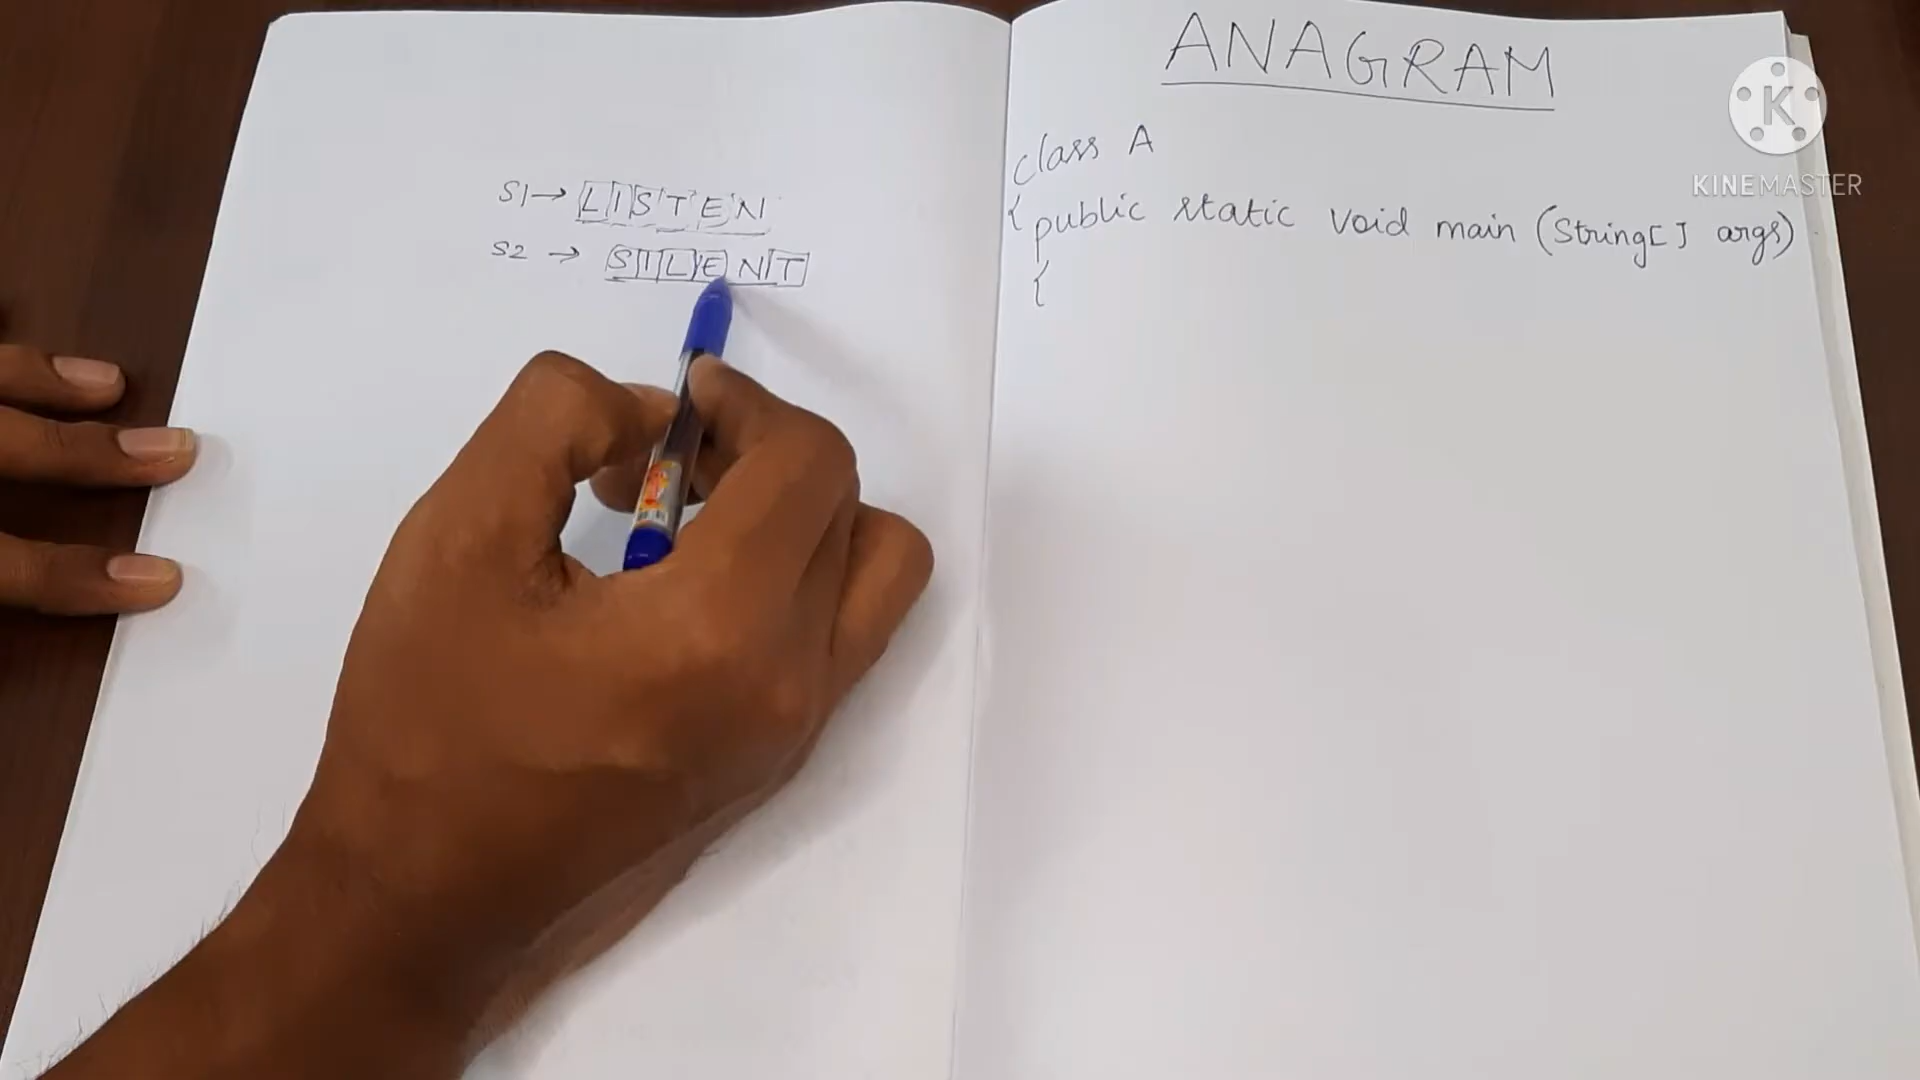 S1→ LISTEN
S2 → SILENT
ANAGRAM
class A
{ public static void main (String[] args)
{
K
KINEMASTER